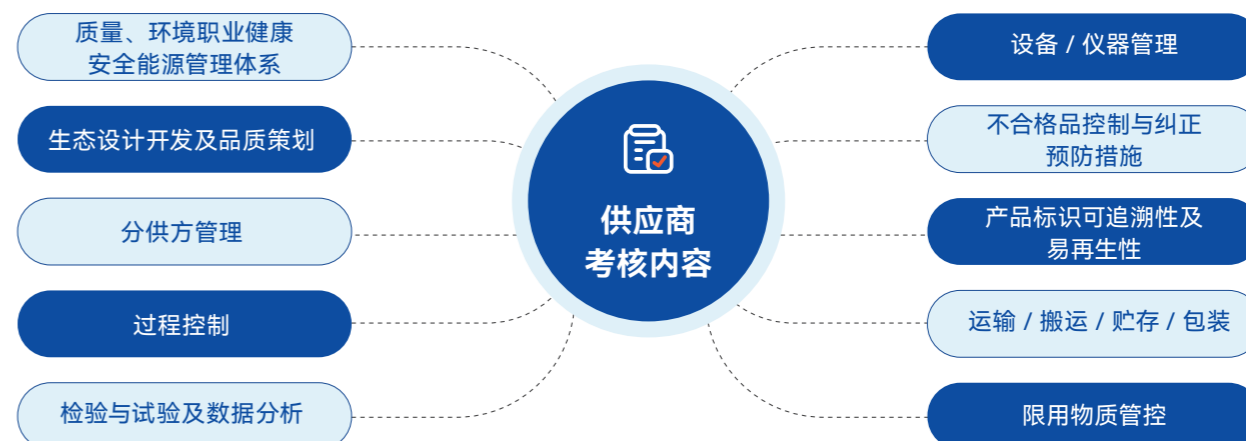 质量、环境职业健康
安全能源管理体系
生态设计开发及品质策划
分供方管理
过程控制
检验与试验及数据分析
供应商
考核内容
设备 / 仪器管理
不合格品控制与纠正
预防措施
产品标识可追溯性及
易再生性
运输 / 搬运 / 贮存 / 包装
限用物质管控